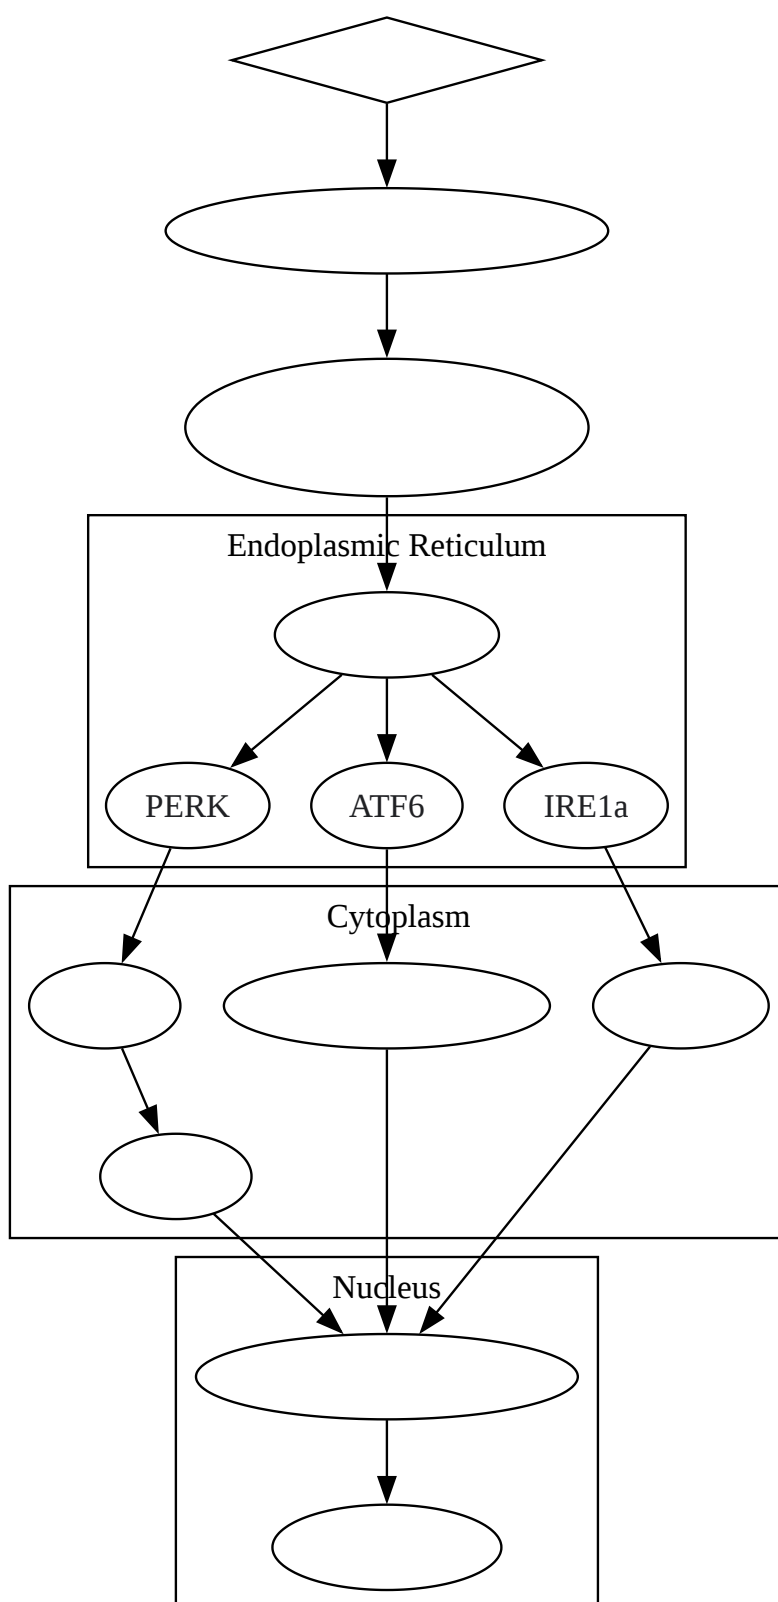 Endoplasmic Reticulum
PERK
ATF6
IRE1a
Cytoplasm
Nucleus